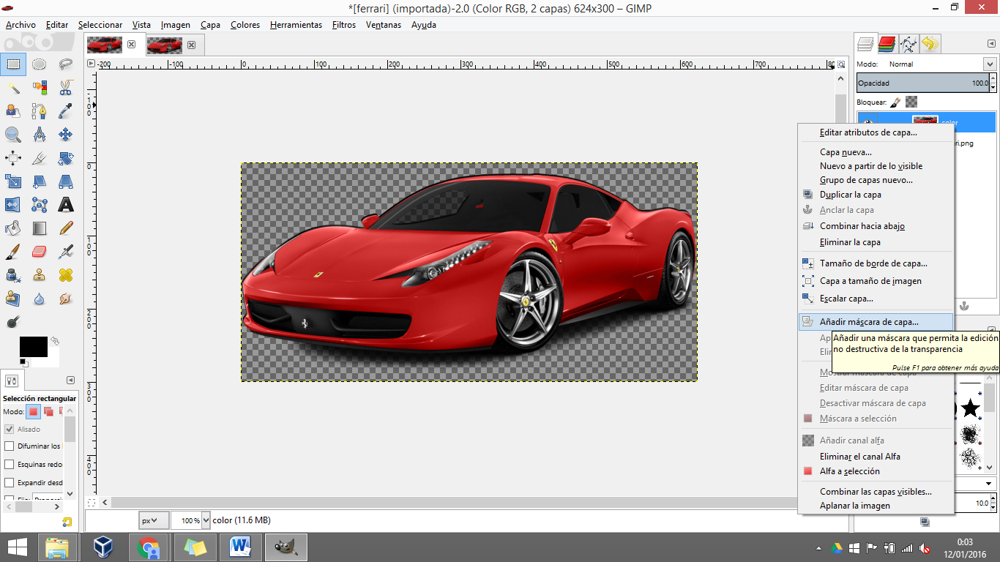 *[ferrari] (importada)-2.0 (Color RGB, 2 capas) 624x300 – GIMP
Archivo Editar Seleccionar Vista Imagen Capa Colores Herramientas Filtros Ventanas Ayuda
-200 -100 0 100 200 300 400 500 600 700
-100
0
100
200
300
400
Modo: Normal
Opacidad 100.0
Bloquear:
color
Editar atributos de capa...
Capa nueva...
Nuevo a partir de lo visible
Grupo de capas nuevo...
Duplicar la capa
Anclar la capa
Combinar hacia abajo
Eliminar la capa
Tamaño de borde de capa...
Capa a tamaño de imagen
Escalar capa...
Añadir máscara de capa...
Añadir una máscara que permita la edición
no destructiva de la transparencia
Pulse F1 para obtener más ayuda
Mostrar máscara de capa
Editar máscara de capa
Desactivar máscara de capa
Máscara a selección
Añadir canal alfa
Eliminar el canal Alfa
Alfa a selección
Combinar las capas visibles...
Aplanar la imagen
10.0
Selección rectangular
Modo:
Alisado
Difuminar los
Esquinas redo
Expandir desd
px 100 % color (11.6 MB)
0:03
12/01/2016